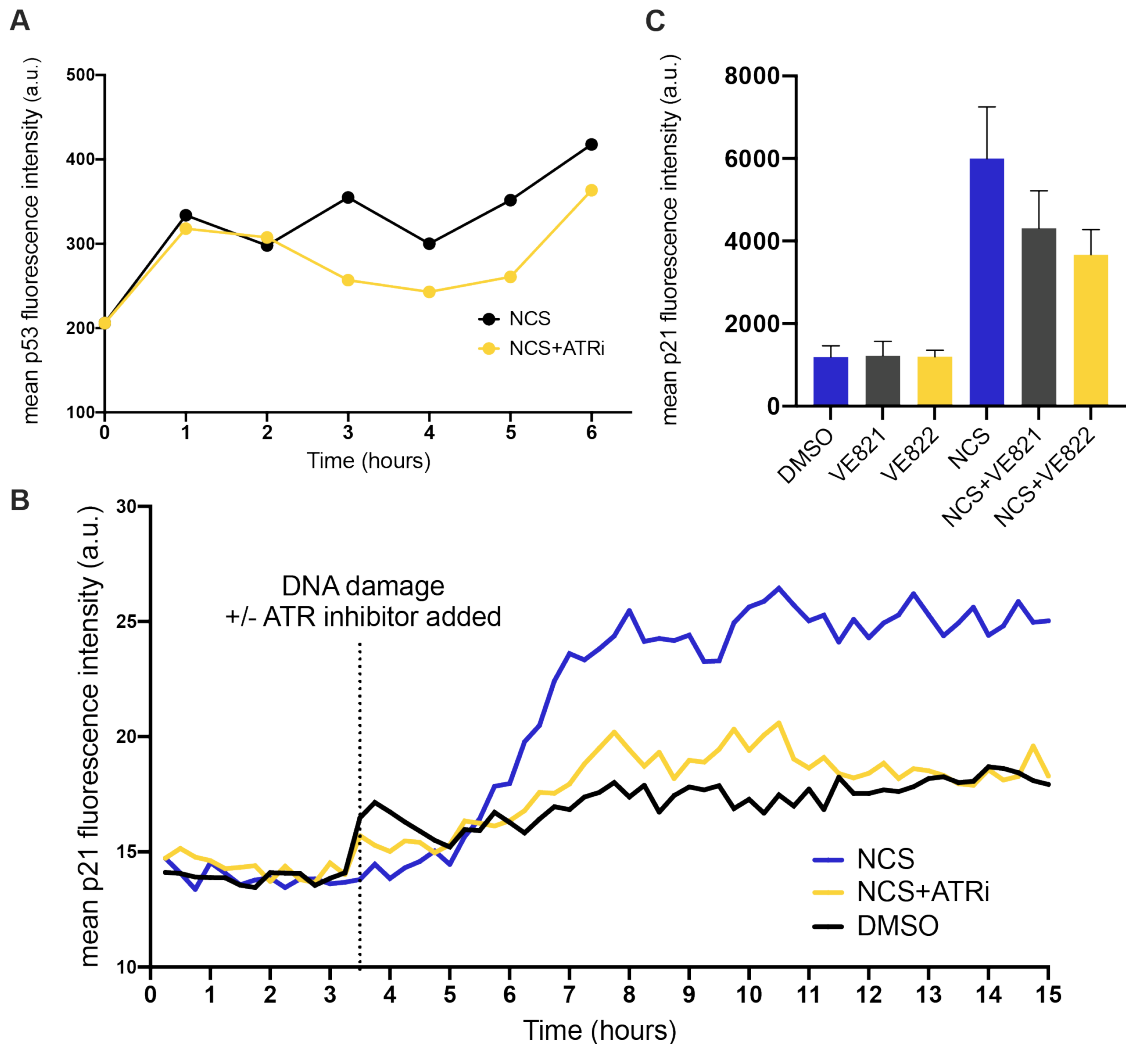 A
mean p53 fluorescence intensity (a.u.)
500
400
300
200
100
0 1 2 3 4 5 6
Time (hours)
NCS
NCS+ATRi
C
mean p21 fluorescence intensity (a.u.)
8000
6000
4000
2000
0
DMSO
VE821
VE822
NCS
NCS+VE821
NCS+VE822
B
mean p21 fluorescence intensity (a.u.)
30
25
20
15
10
DNA damage
+/- ATR inhibitor added
NCS
NCS+ATRi
DMSO
0 1 2 3 4 5 6 7 8 9 10 11 12 13 14 15
Time (hours)